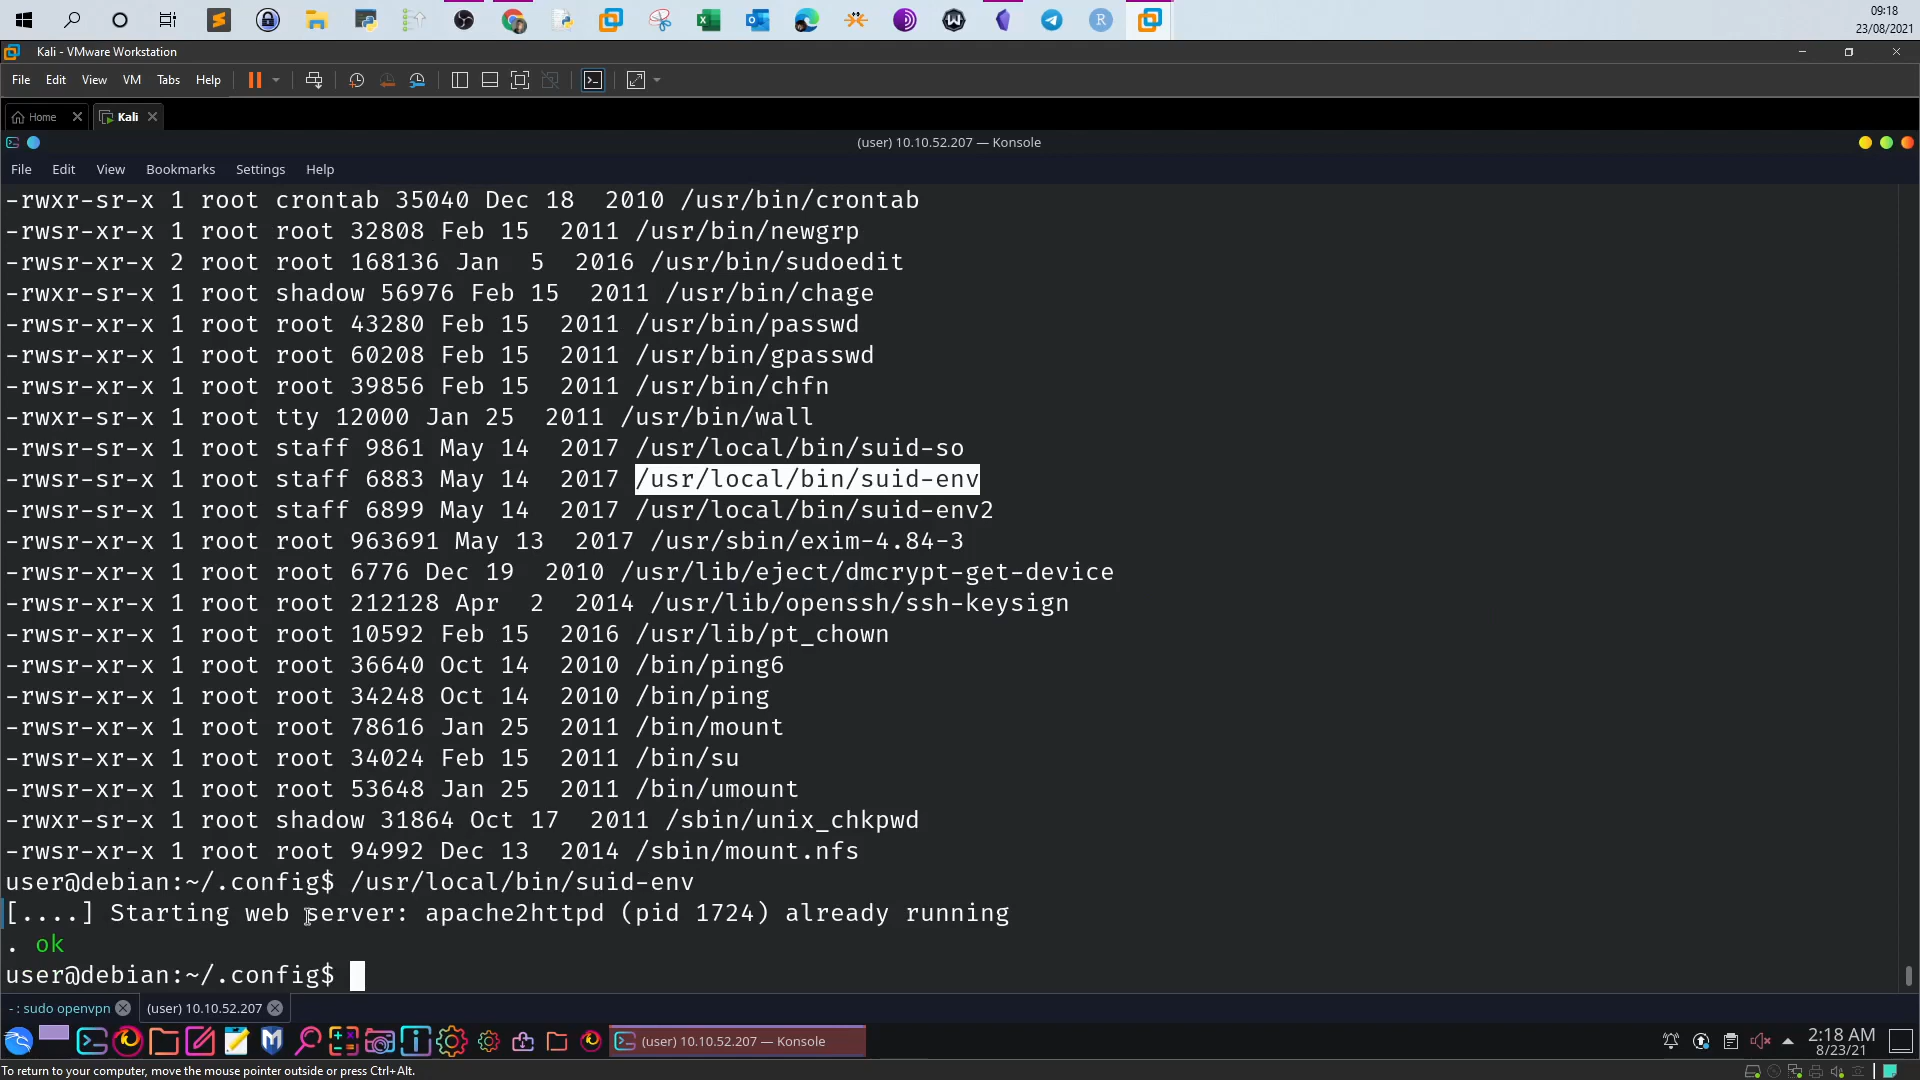 09:18
23/08/2021
Kali - VMware Workstation
File Edit View VM Tabs Help
Home Kali
(user) 10.10.52.207 — Konsole
File Edit View Bookmarks Settings Help
-rwxr-sr-x 1 root crontab 35040 Dec 18  2010 /usr/bin/crontab
-rwsr-xr-x 1 root root 32808 Feb 15  2011 /usr/bin/newgrp
-rwsr-xr-x 2 root root 168136 Jan  5  2016 /usr/bin/sudoedit
-rwxr-sr-x 1 root shadow 56976 Feb 15  2011 /usr/bin/chage
-rwsr-xr-x 1 root root 43280 Feb 15  2011 /usr/bin/passwd
-rwsr-xr-x 1 root root 60208 Feb 15  2011 /usr/bin/gpasswd
-rwsr-xr-x 1 root root 39856 Feb 15  2011 /usr/bin/chfn
-rwxr-sr-x 1 root tty 12000 Jan 25  2011 /usr/bin/wall
-rwsr-sr-x 1 root staff 9861 May 14  2017 /usr/local/bin/suid-so
-rwsr-sr-x 1 root staff 6883 May 14  2017 /usr/local/bin/suid-env
-rwsr-sr-x 1 root staff 6899 May 14  2017 /usr/local/bin/suid-env2
-rwsr-xr-x 1 root root 963691 May 13  2017 /usr/sbin/exim-4.84-3
-rwsr-xr-x 1 root root 6776 Dec 19  2010 /usr/lib/eject/dmcrypt-get-device
-rwsr-xr-x 1 root root 212128 Apr  2  2014 /usr/lib/openssh/ssh-keysign
-rwsr-xr-x 1 root root 10592 Feb 15  2016 /usr/lib/pt_chown
-rwsr-xr-x 1 root root 36640 Oct 14  2010 /bin/ping6
-rwsr-xr-x 1 root root 34248 Oct 14  2010 /bin/ping
-rwsr-xr-x 1 root root 78616 Jan 25  2011 /bin/mount
-rwsr-xr-x 1 root root 34024 Feb 15  2011 /bin/su
-rwsr-xr-x 1 root root 53648 Jan 25  2011 /bin/umount
-rwxr-sr-x 1 root shadow 31864 Oct 17  2011 /sbin/unix_chkpwd
-rwsr-xr-x 1 root root 94992 Dec 13  2014 /sbin/mount.nfs
user@debian:~/.config$ /usr/local/bin/suid-env
[....] Starting web server: apache2httpd (pid 1724) already running
. ok
user@debian:~/.config$
- : sudo openvpn (user) 10.10.52.207
(user) 10.10.52.207 — Konsole
2:18 AM
8/23/21
To return to your computer, move the mouse pointer outside or press Ctrl+Alt.